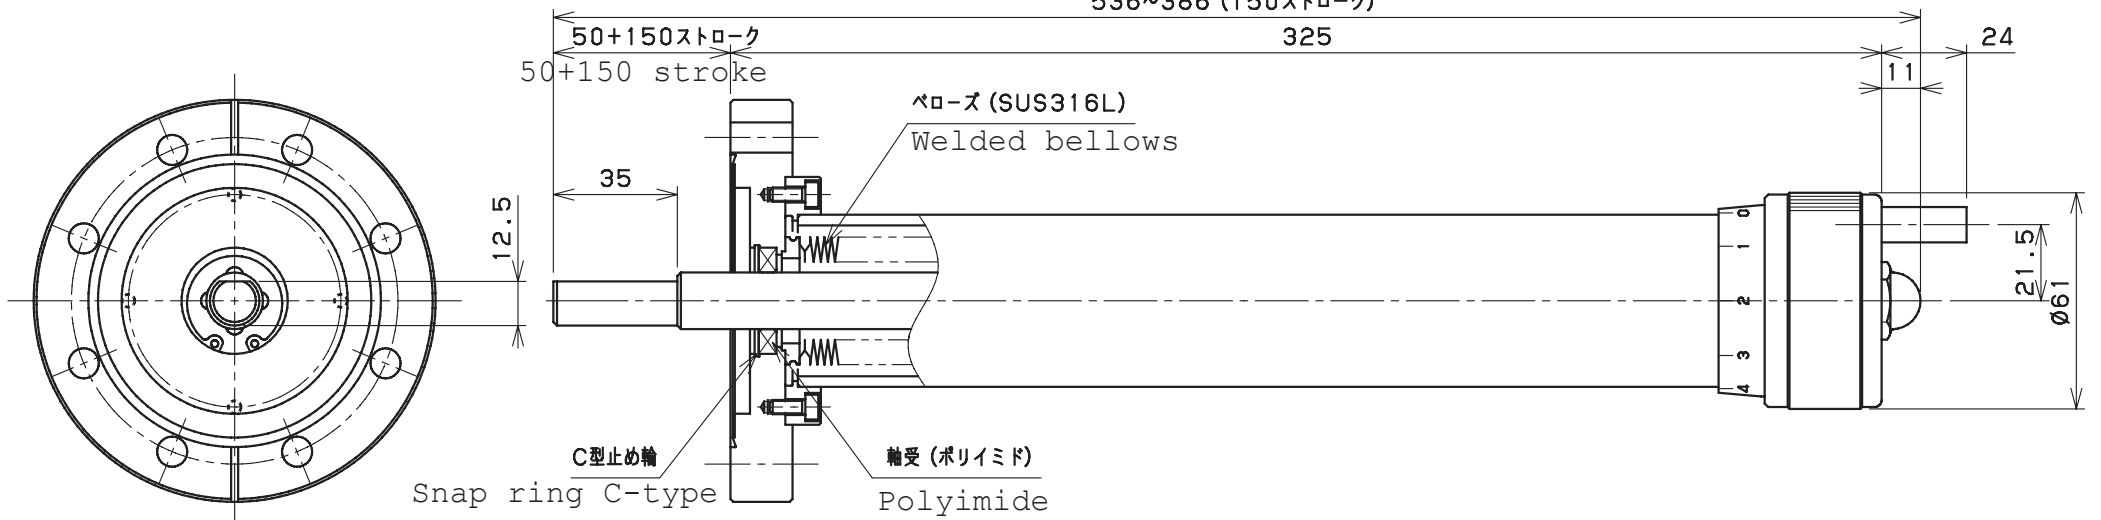 536~386 (150ストローク)
50+150ストローク
325
24
50+150 stroke
11
ベローズ (SUS316L)
Welded bellows
35
12.5
0
1
2
3
4
21.5
Ø61
C型止め輪
軸受 (ポリイミド)
Snap ring C-type
Polyimide